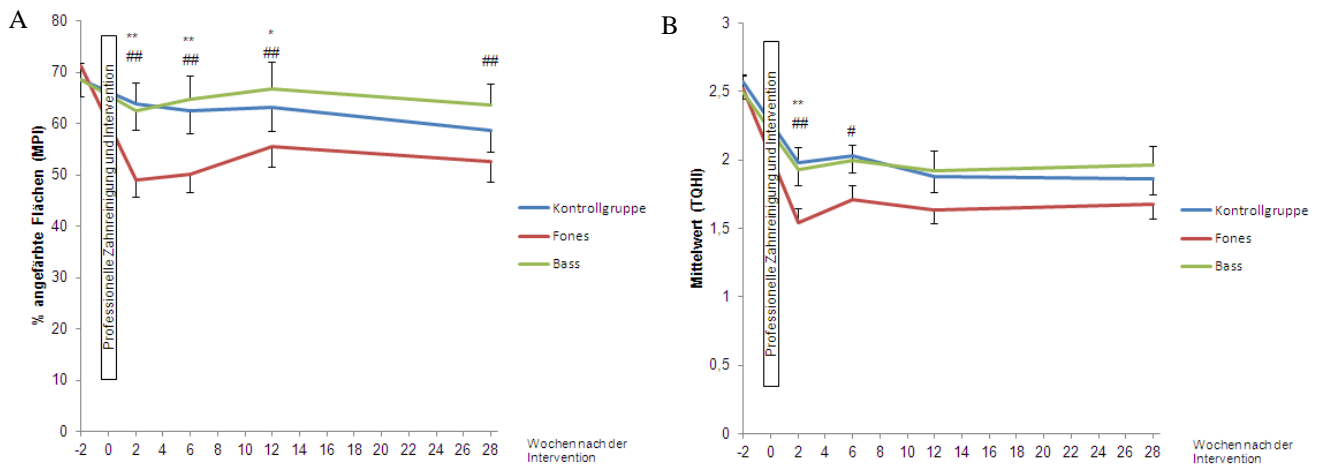 A
% angefärbte Flächen (MPI)
80
70
60
50
40
30
20
10
0
** ** *
## ## ## ##
Professionelle Zahnreinigung und Intervention
-2 0 2 4 6 8 10 12 14 16 18 20 22 24 26 28
Wochen nach der
Intervention
Kontrollgruppe
Fones
Bass
B
Mittelwert (TQHI)
3
2,5
2
1,5
1
0,5
0
**
## #
Professionelle Zahnreinigung und Intervention
-2 0 2 4 6 8 10 12 14 16 18 20 22 24 26 28
Wochen nach der
Intervention
Kontrollgruppe
Fones
Bass